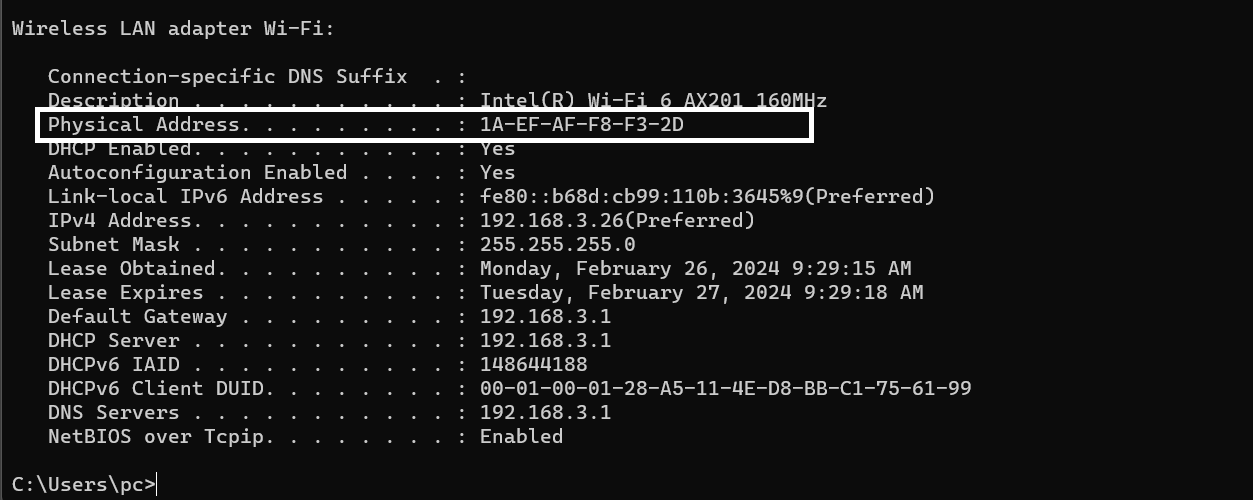 Wireless LAN adapter Wi-Fi:
Connection-specific DNS Suffix  . :
Description . . . . . . . . . . . : Intel(R) Wi-Fi 6 AX201 160MHz
Physical Address. . . . . . . . . : 1A-EF-AF-F8-F3-2D
DHCP Enabled. . . . . . . . . . . : Yes
Autoconfiguration Enabled . . . . : Yes
Link-local IPv6 Address . . . . . : fe80::b68d:cb99:110b:3645%9(Preferred)
IPv4 Address. . . . . . . . . . . : 192.168.3.26(Preferred)
Subnet Mask . . . . . . . . . . . : 255.255.255.0
Lease Obtained. . . . . . . . . . : Monday, February 26, 2024 9:29:15 AM
Lease Expires . . . . . . . . . . : Tuesday, February 27, 2024 9:29:18 AM
Default Gateway . . . . . . . . . : 192.168.3.1
DHCP Server . . . . . . . . . . . : 192.168.3.1
DHCPv6 IAID . . . . . . . . . . . : 148644188
DHCPv6 Client DUID. . . . . . . . : 00-01-00-01-28-A5-11-4E-D8-BB-C1-75-61-99
DNS Servers . . . . . . . . . . . : 192.168.3.1
NetBIOS over Tcpip. . . . . . . . : Enabled
C:\Users\pc>